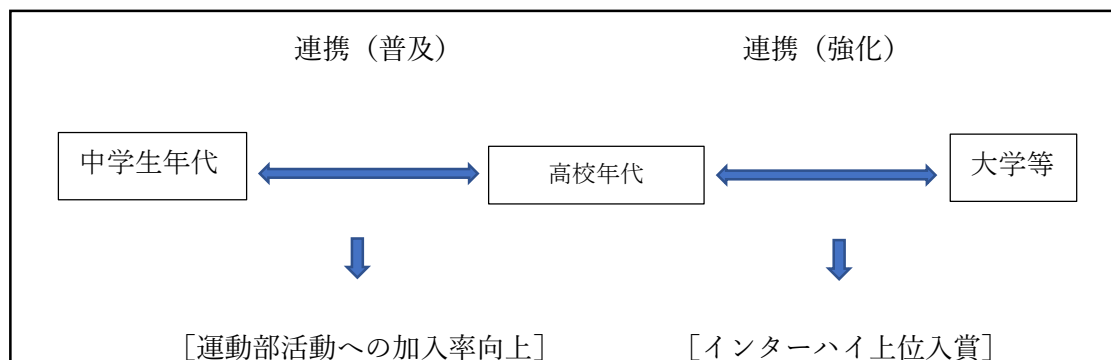 連携（普及）　連携（強化）
中学生年代　高校年代　大学等
［運動部活動への加入率向上］　［インターハイ上位入賞］